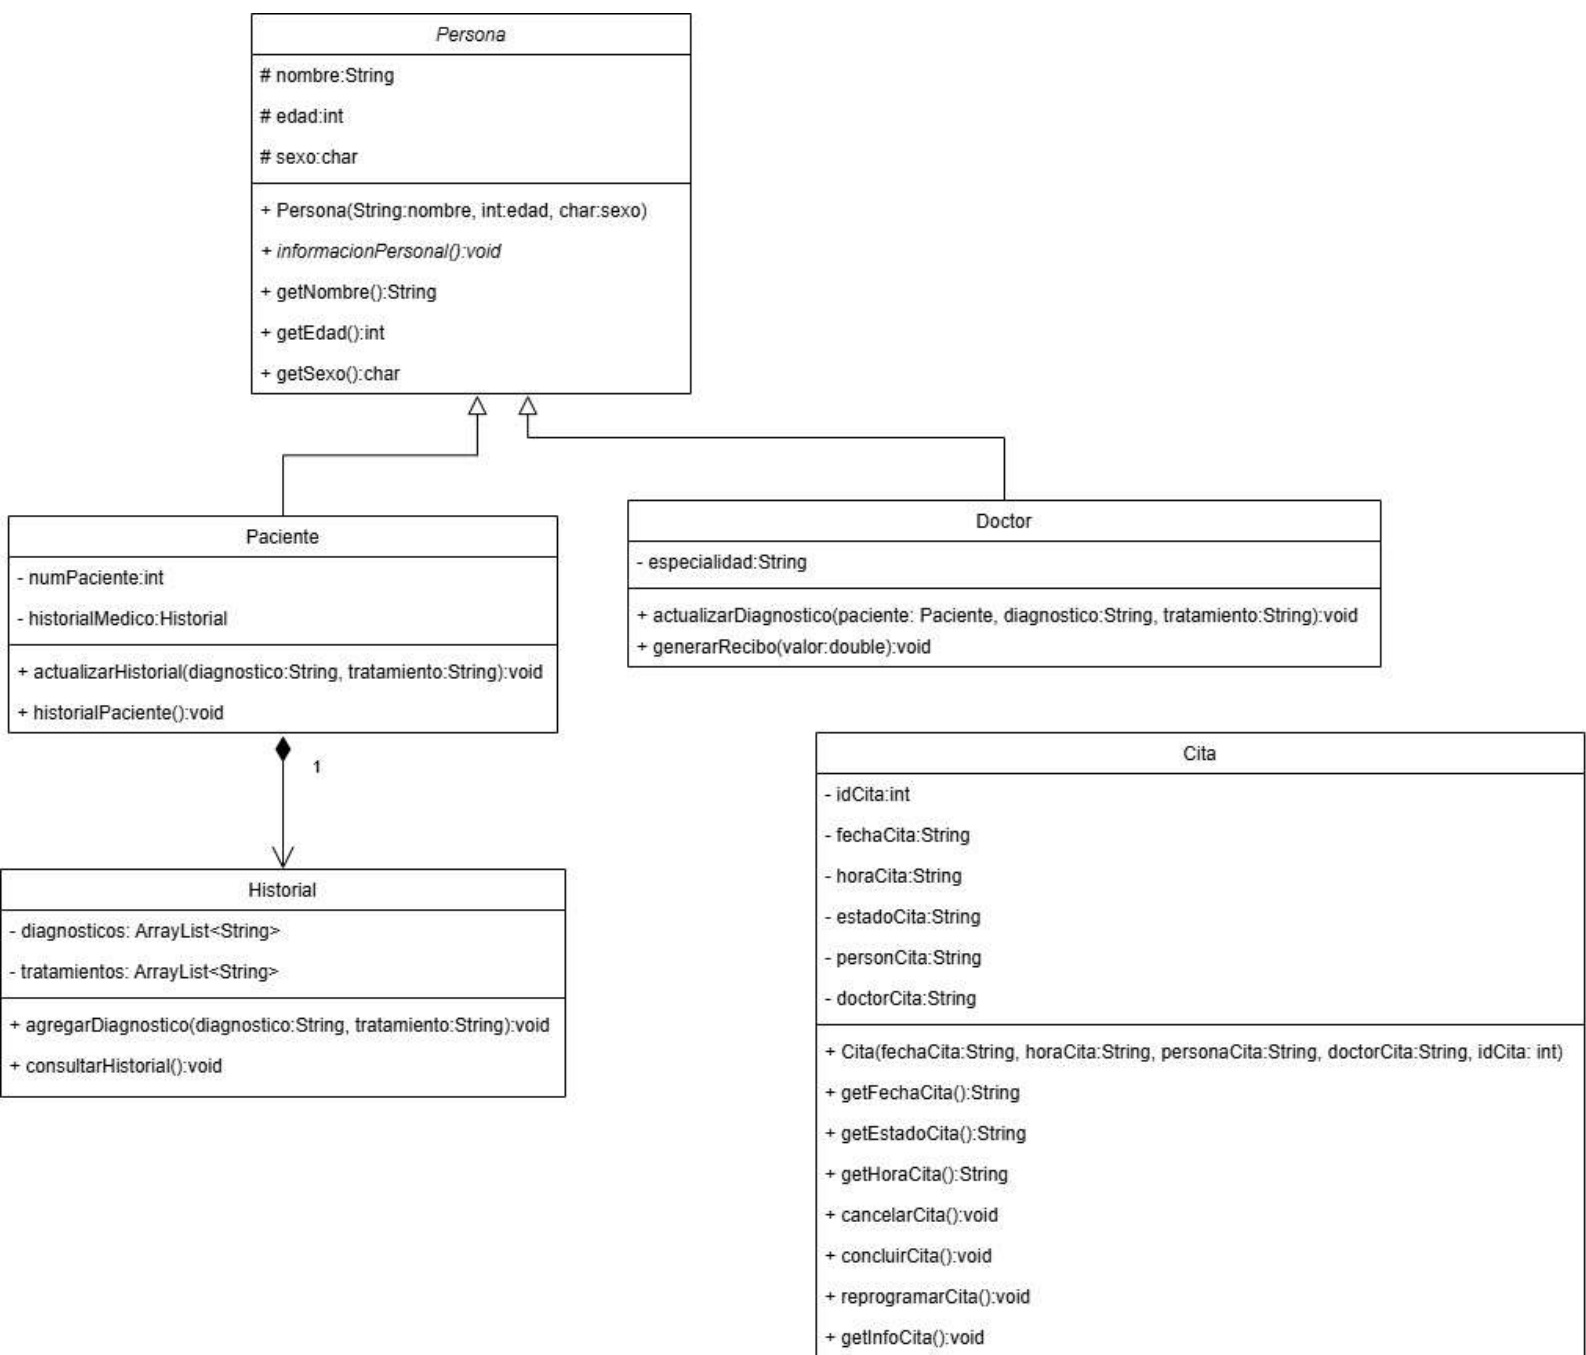 Persona
# nombre:String
# edad:int
# sexo:char
+ Persona(String:nombre, int:edad, char:sexo)
+ informacionPersonal():void
+ getNombre():String
+ getEdad():int
+ getSexo():char
Paciente
- numPaciente:int
- historialMedico:Historial
+ actualizarHistorial(diagnostico:String, tratamiento:String):void
+ historialPaciente():void
Doctor
- especialidad:String
+ actualizarDiagnostico(paciente: Paciente, diagnostico:String, tratamiento:String):void
+ generarRecibo(valor:double):void
1
Historial
- diagnosticos: ArrayList<String>
- tratamientos: ArrayList<String>
+ agregarDiagnostico(diagnostico:String, tratamiento:String):void
+ consultarHistorial():void
Cita
- idCita:int
- fechaCita:String
- horaCita:String
- estadoCita:String
- personCita:String
- doctorCita:String
+ Cita(fechaCita:String, horaCita:String, personaCita:String, doctorCita:String, idCita: int)
+ getFechaCita():String
+ getEstadoCita():String
+ getHoraCita():String
+ cancelarCita():void
+ concluirCita():void
+ reprogramarCita():void
+ getInfoCita():void